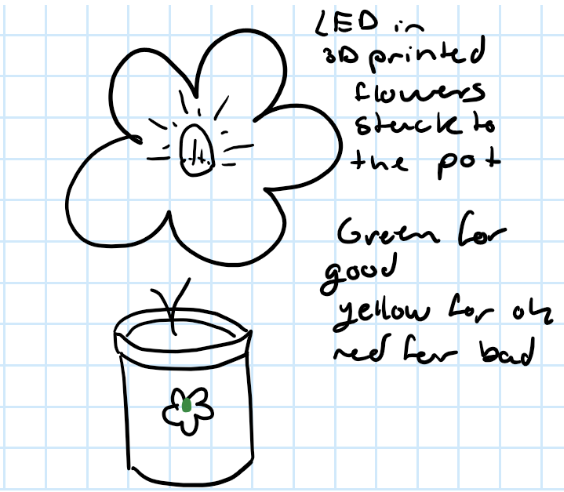 LED in
3D printed
flowers
stuck to
the pot
Green for
good
yellow for ok
red for bad